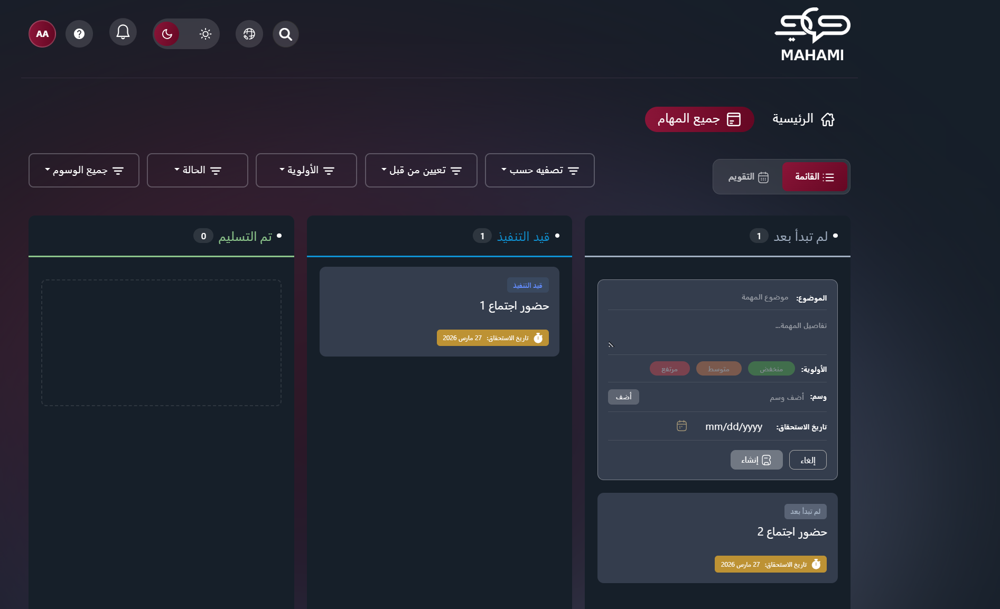 مهامي
MAHAMI
AA
الرئيسية
جميع المهام
القائمة
التقويم
تصفيه حسب
تعيين من قبل
الأولوية
الحالة
جميع الوسوم
لم تبدأ بعد 1
الموضوع: موضوع المهمة
تفاصيل المهمة...
الأولوية: منخفض متوسط مرتفع
وسم: أضف وسم أضف
تاريخ الاستحقاق: mm/dd/yyyy
إلغاء إنشاء
لم تبدأ بعد
حضور اجتماع 2
تاريخ الاستحقاق: 27 مارس 2026
قيد التنفيذ 1
قيد التنفيذ
حضور اجتماع 1
تاريخ الاستحقاق: 27 مارس 2026
تم التسليم 0